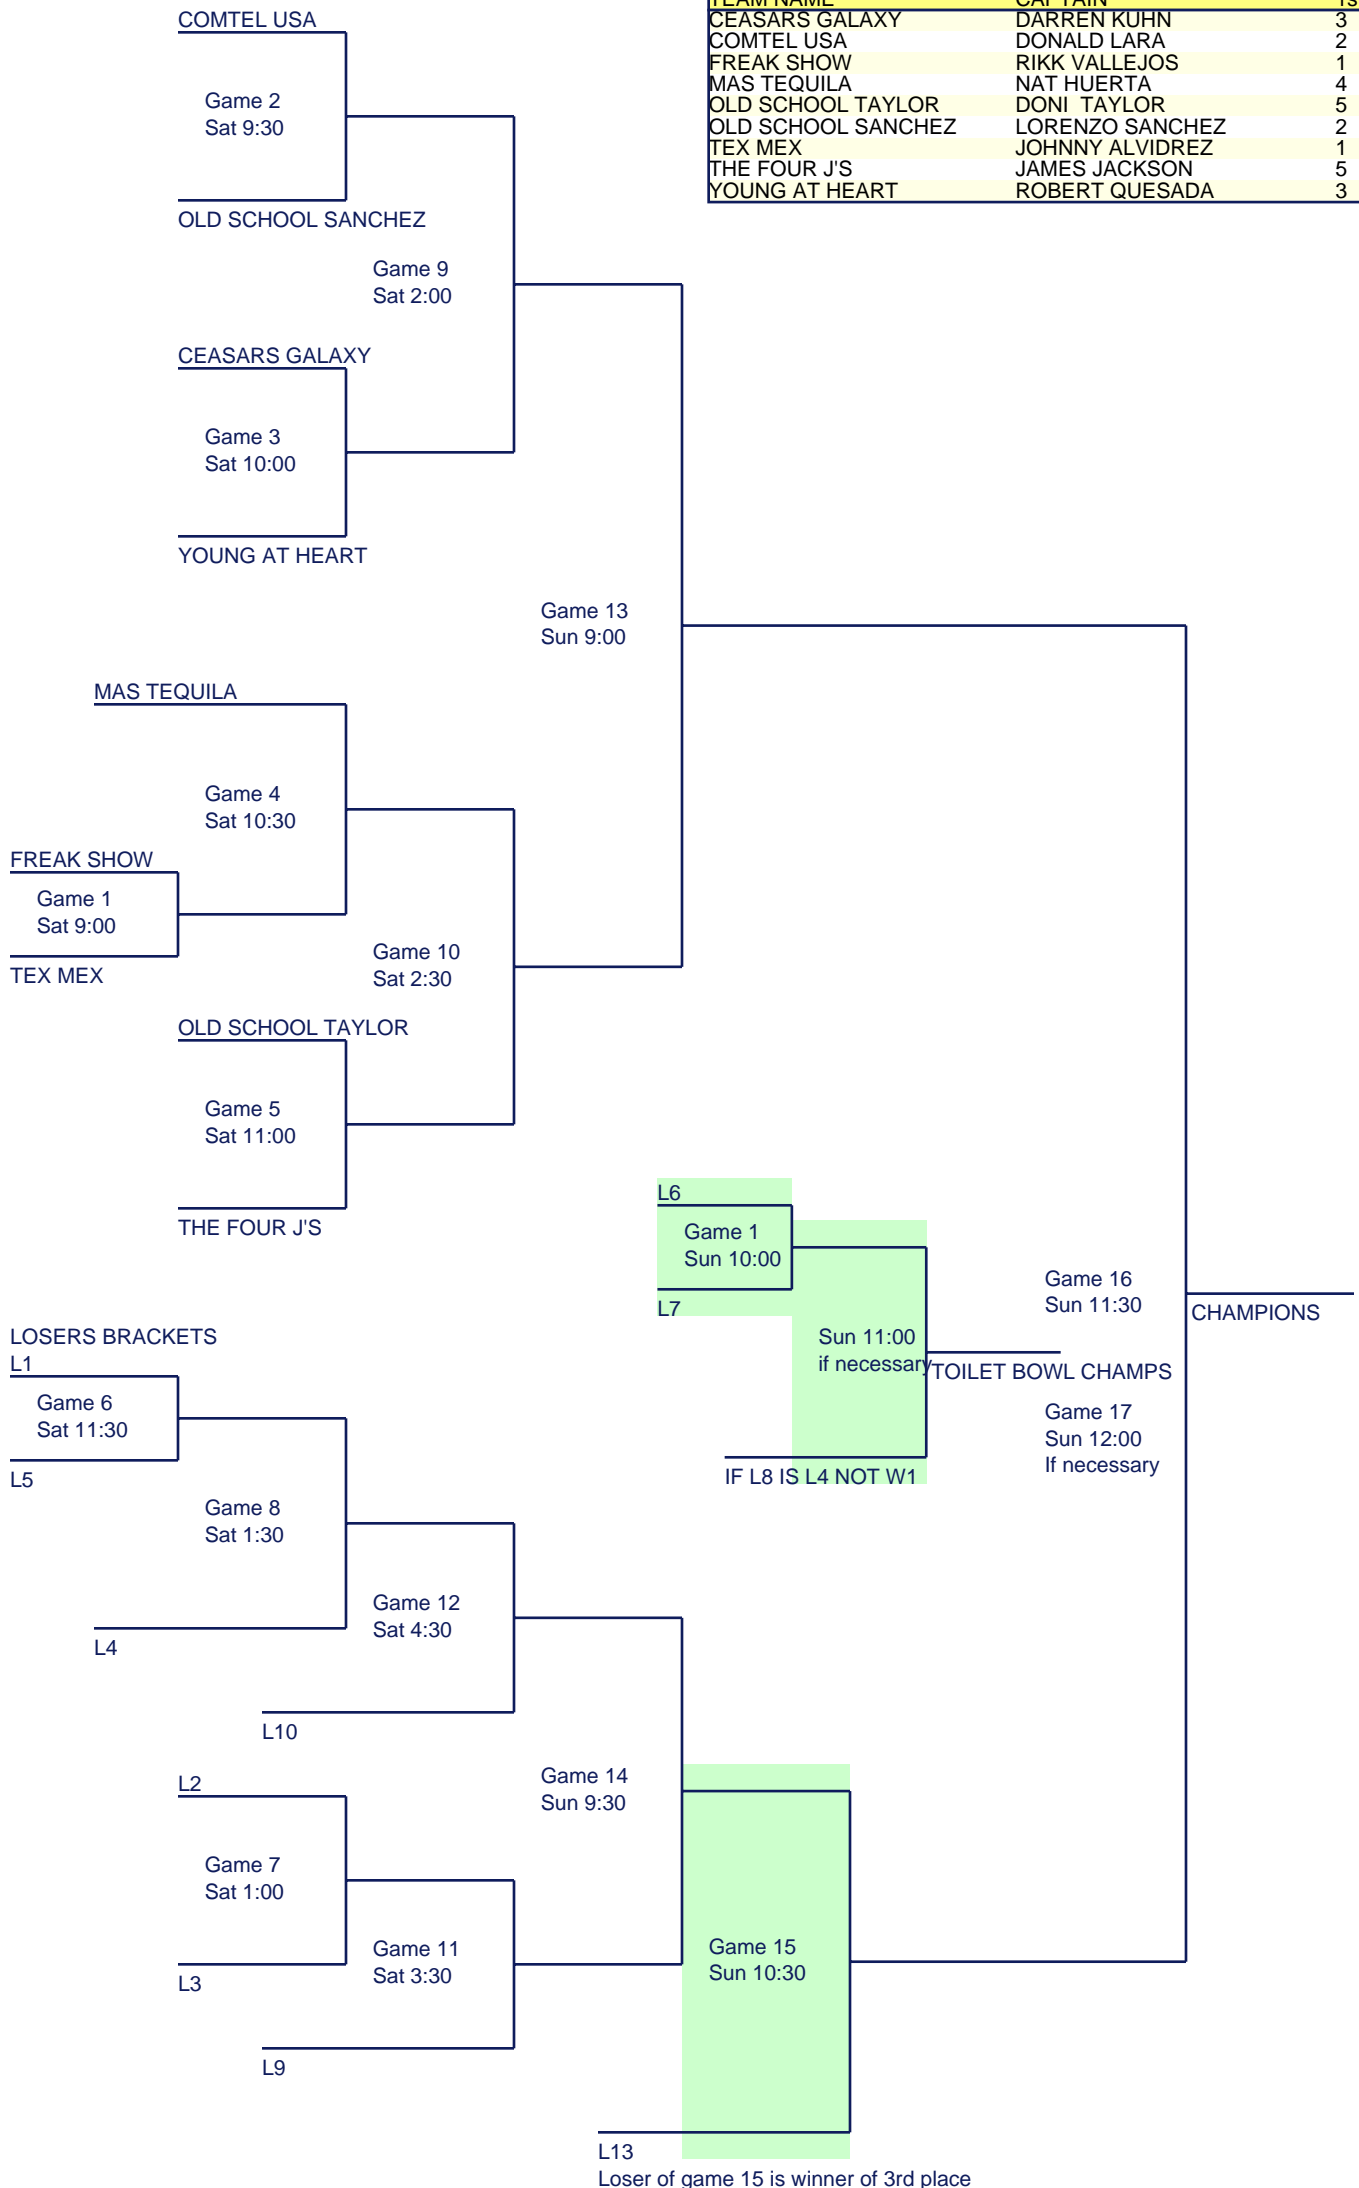 TEAM NAME CAPTAIN 1s
CEASARS GALAXY DARREN KUHN 3
COMTEL USA DONALD LARA 2
FREAK SHOW RIKK VALLEJOS 1
MAS TEQUILA NAT HUERTA 4
OLD SCHOOL TAYLOR DONI TAYLOR 5
OLD SCHOOL SANCHEZ LORENZO SANCHEZ 2
TEX MEX JOHNNY ALVIDREZ 1
THE FOUR J'S JAMES JACKSON 5
YOUNG AT HEART ROBERT QUESADA 3
COMTEL USA
Game 2
Sat 9:30
OLD SCHOOL SANCHEZ
Game 9
Sat 2:00
CEASARS GALAXY
Game 3
Sat 10:00
YOUNG AT HEART
Game 13
Sun 9:00
MAS TEQUILA
Game 4
Sat 10:30
FREAK SHOW
Game 1
Sat 9:00
TEX MEX
Game 10
Sat 2:30
OLD SCHOOL TAYLOR
Game 5
Sat 11:00
THE FOUR J'S
L6
Game 1
Sun 10:00
L7
Sun 11:00
if necessary
TOILET BOWL CHAMPS
IF L8 IS L4 NOT W1
Game 16
Sun 11:30
CHAMPIONS
Game 17
Sun 12:00
If necessary
LOSERS BRACKETS
L1
Game 6
Sat 11:30
L5
Game 8
Sat 1:30
L4
Game 12
Sat 4:30
L10
L2
Game 14
Sun 9:30
Game 7
Sat 1:00
L3
Game 11
Sat 3:30
L9
Game 15
Sun 10:30
L13
Loser of game 15 is winner of 3rd place